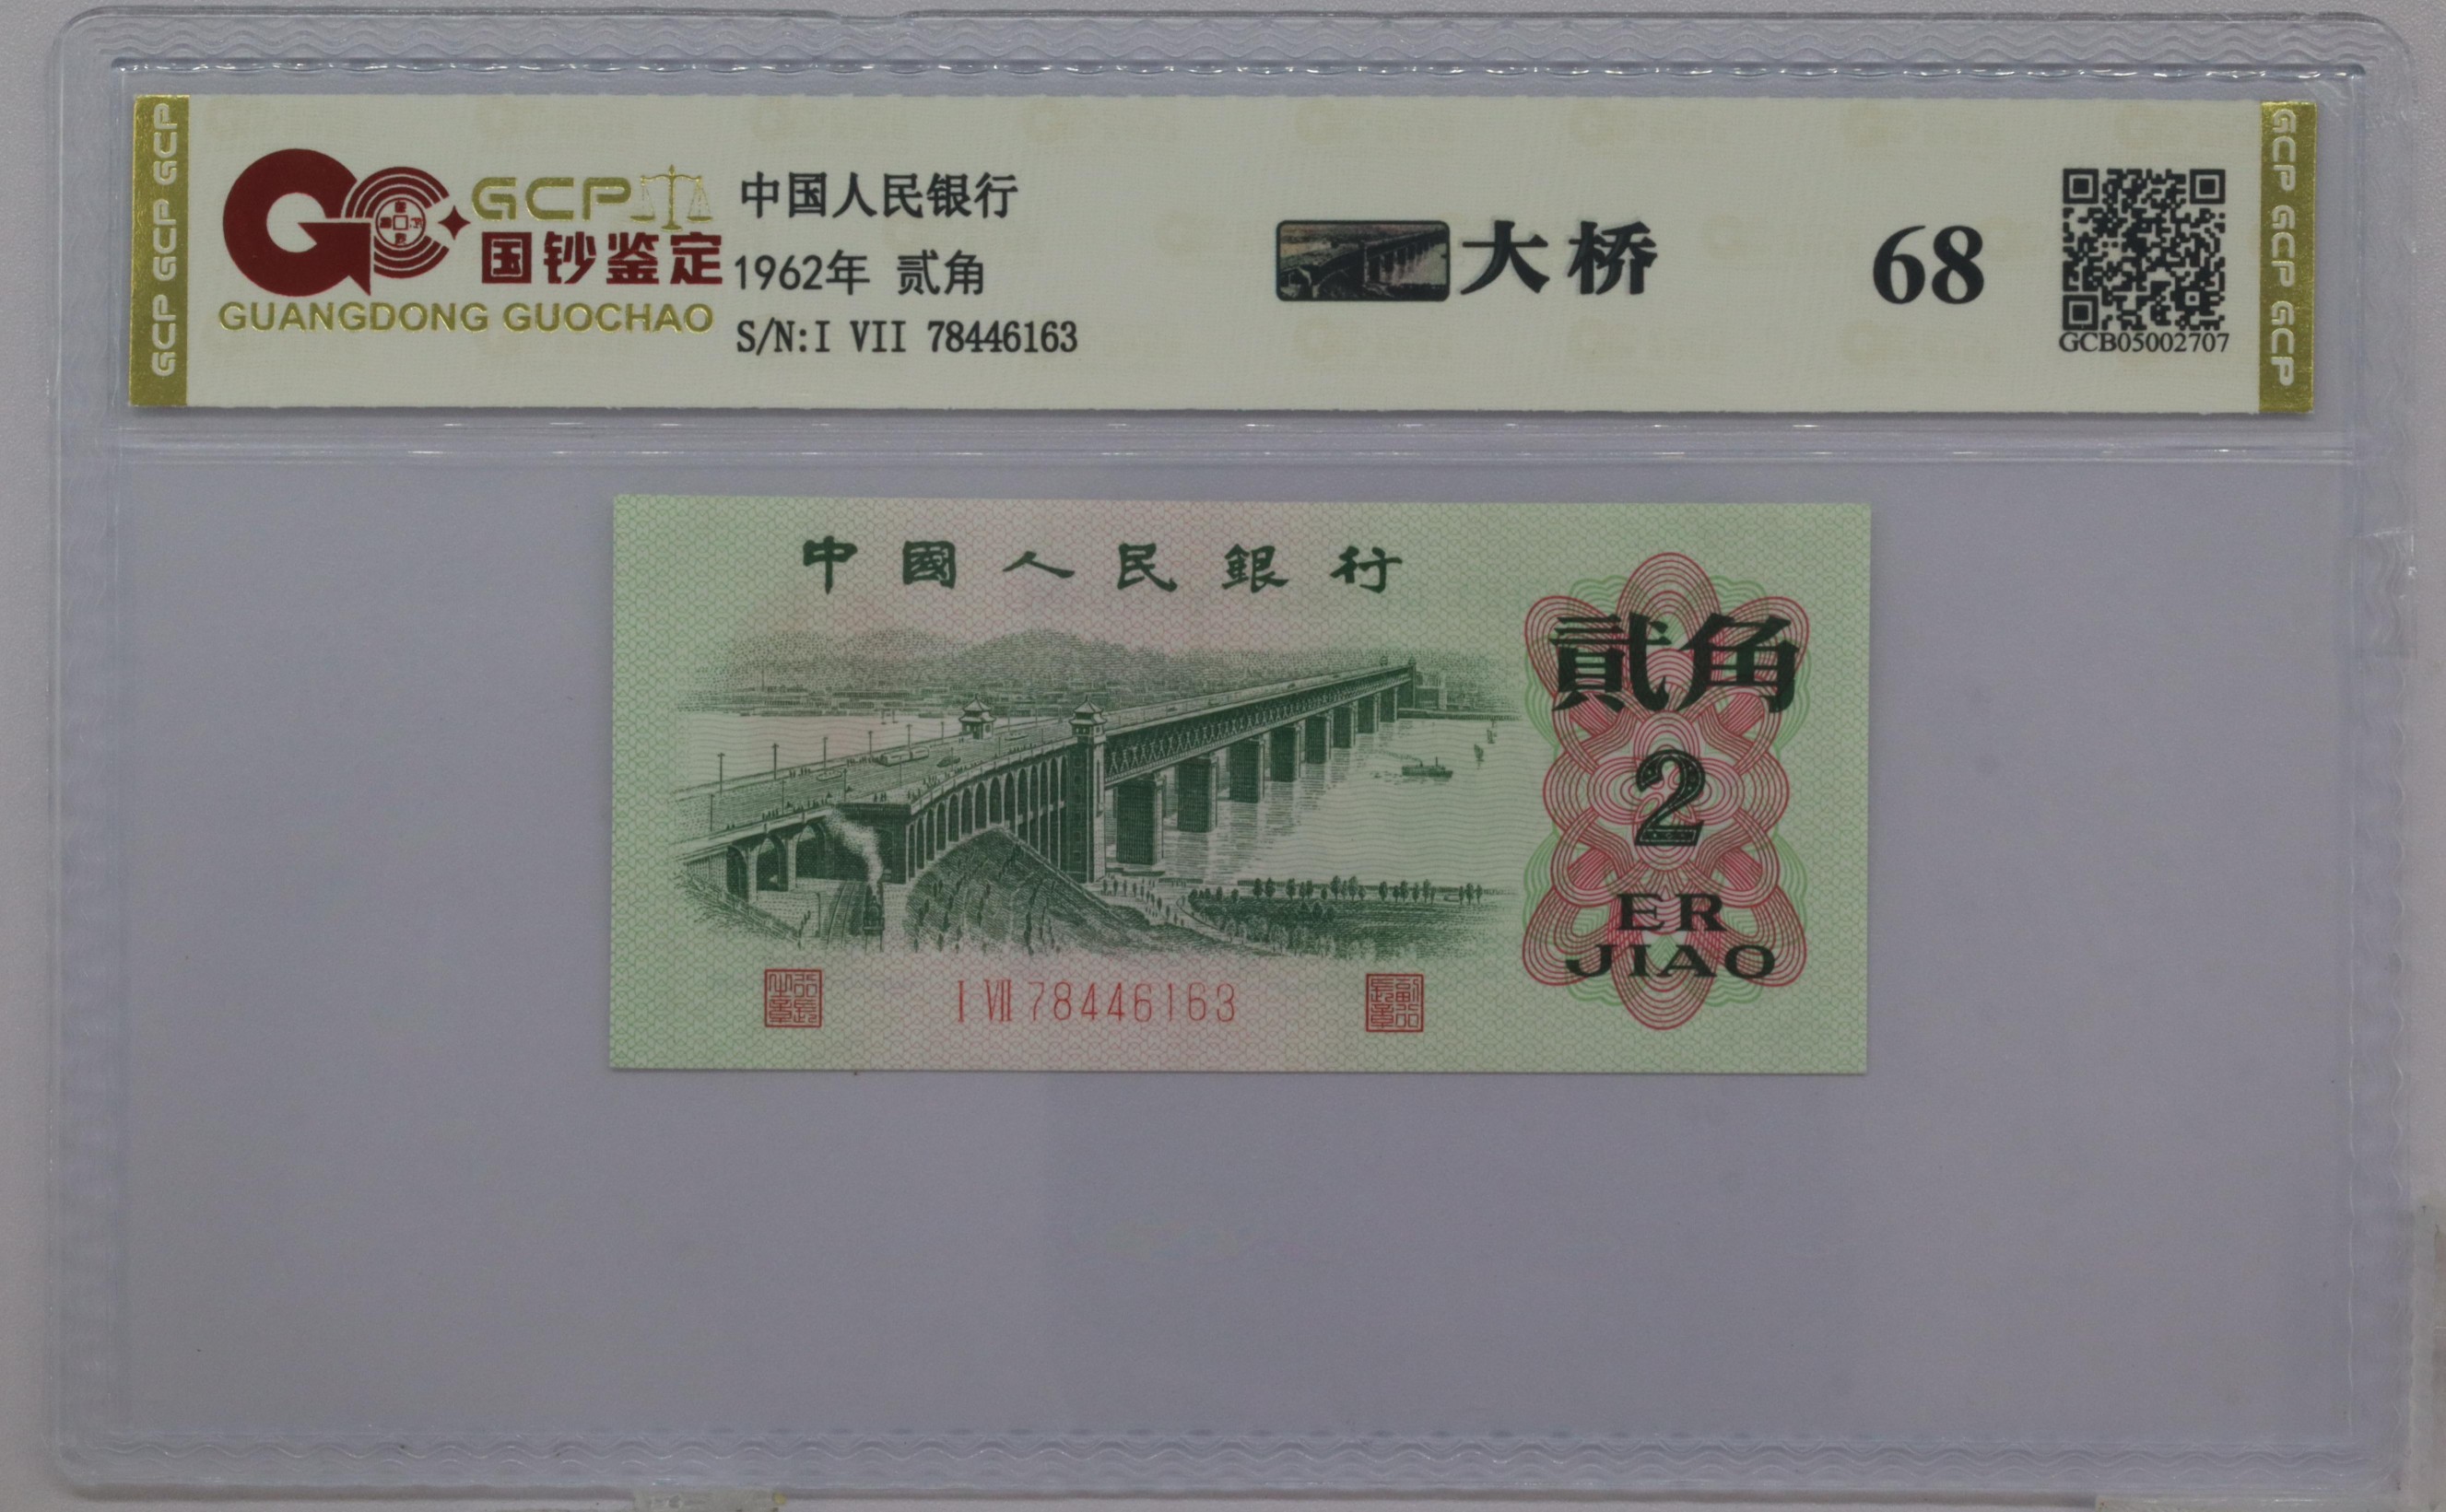 GCP GCP GCP
GCP
国钞鉴定
GUANGDONG GUOCHAO
中国人民银行
1962年 贰角
S/N:I VII 78446163
大桥
68
GCB05002707
GCP GCP GCP
中國人民銀行
貳角
2
ER
JIAO
I VII 78446163